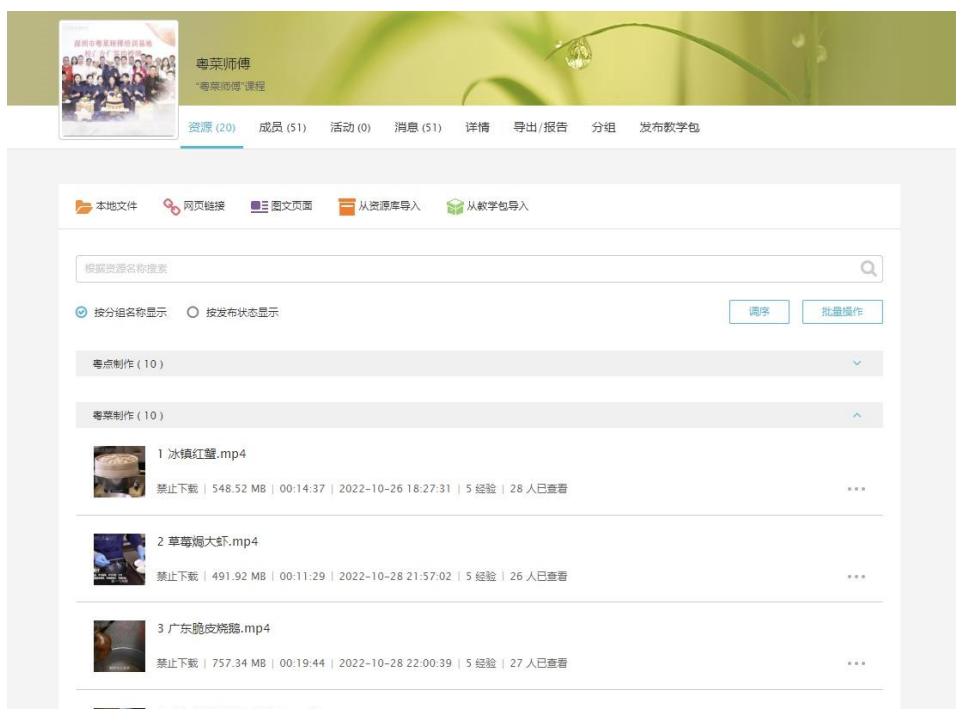 粤菜师傅
“粤菜师傅”课程
资源 (20) 成员 (51) 活动 (0) 消息 (51) 详情 导出/报告 分组 发布教学包
本地文件 网页链接 图文页面 从资源库导入 从教学包导入
根据资源名称搜索
按分组名称显示 按发布状态显示 调序 批量操作
粤点制作 ( 10 )
粤菜制作 ( 10 )
1 冰镇红蟹.mp4
禁止下载 | 548.52 MB | 00:14:37 | 2022-10-26 18:27:31 | 5 经验 | 28 人已查看
2 草莓焗大虾.mp4
禁止下载 | 491.92 MB | 00:11:29 | 2022-10-28 21:57:02 | 5 经验 | 26 人已查看
3 广东脆皮烧鹅.mp4
禁止下载 | 757.34 MB | 00:19:44 | 2022-10-28 22:00:39 | 5 经验 | 27 人已查看